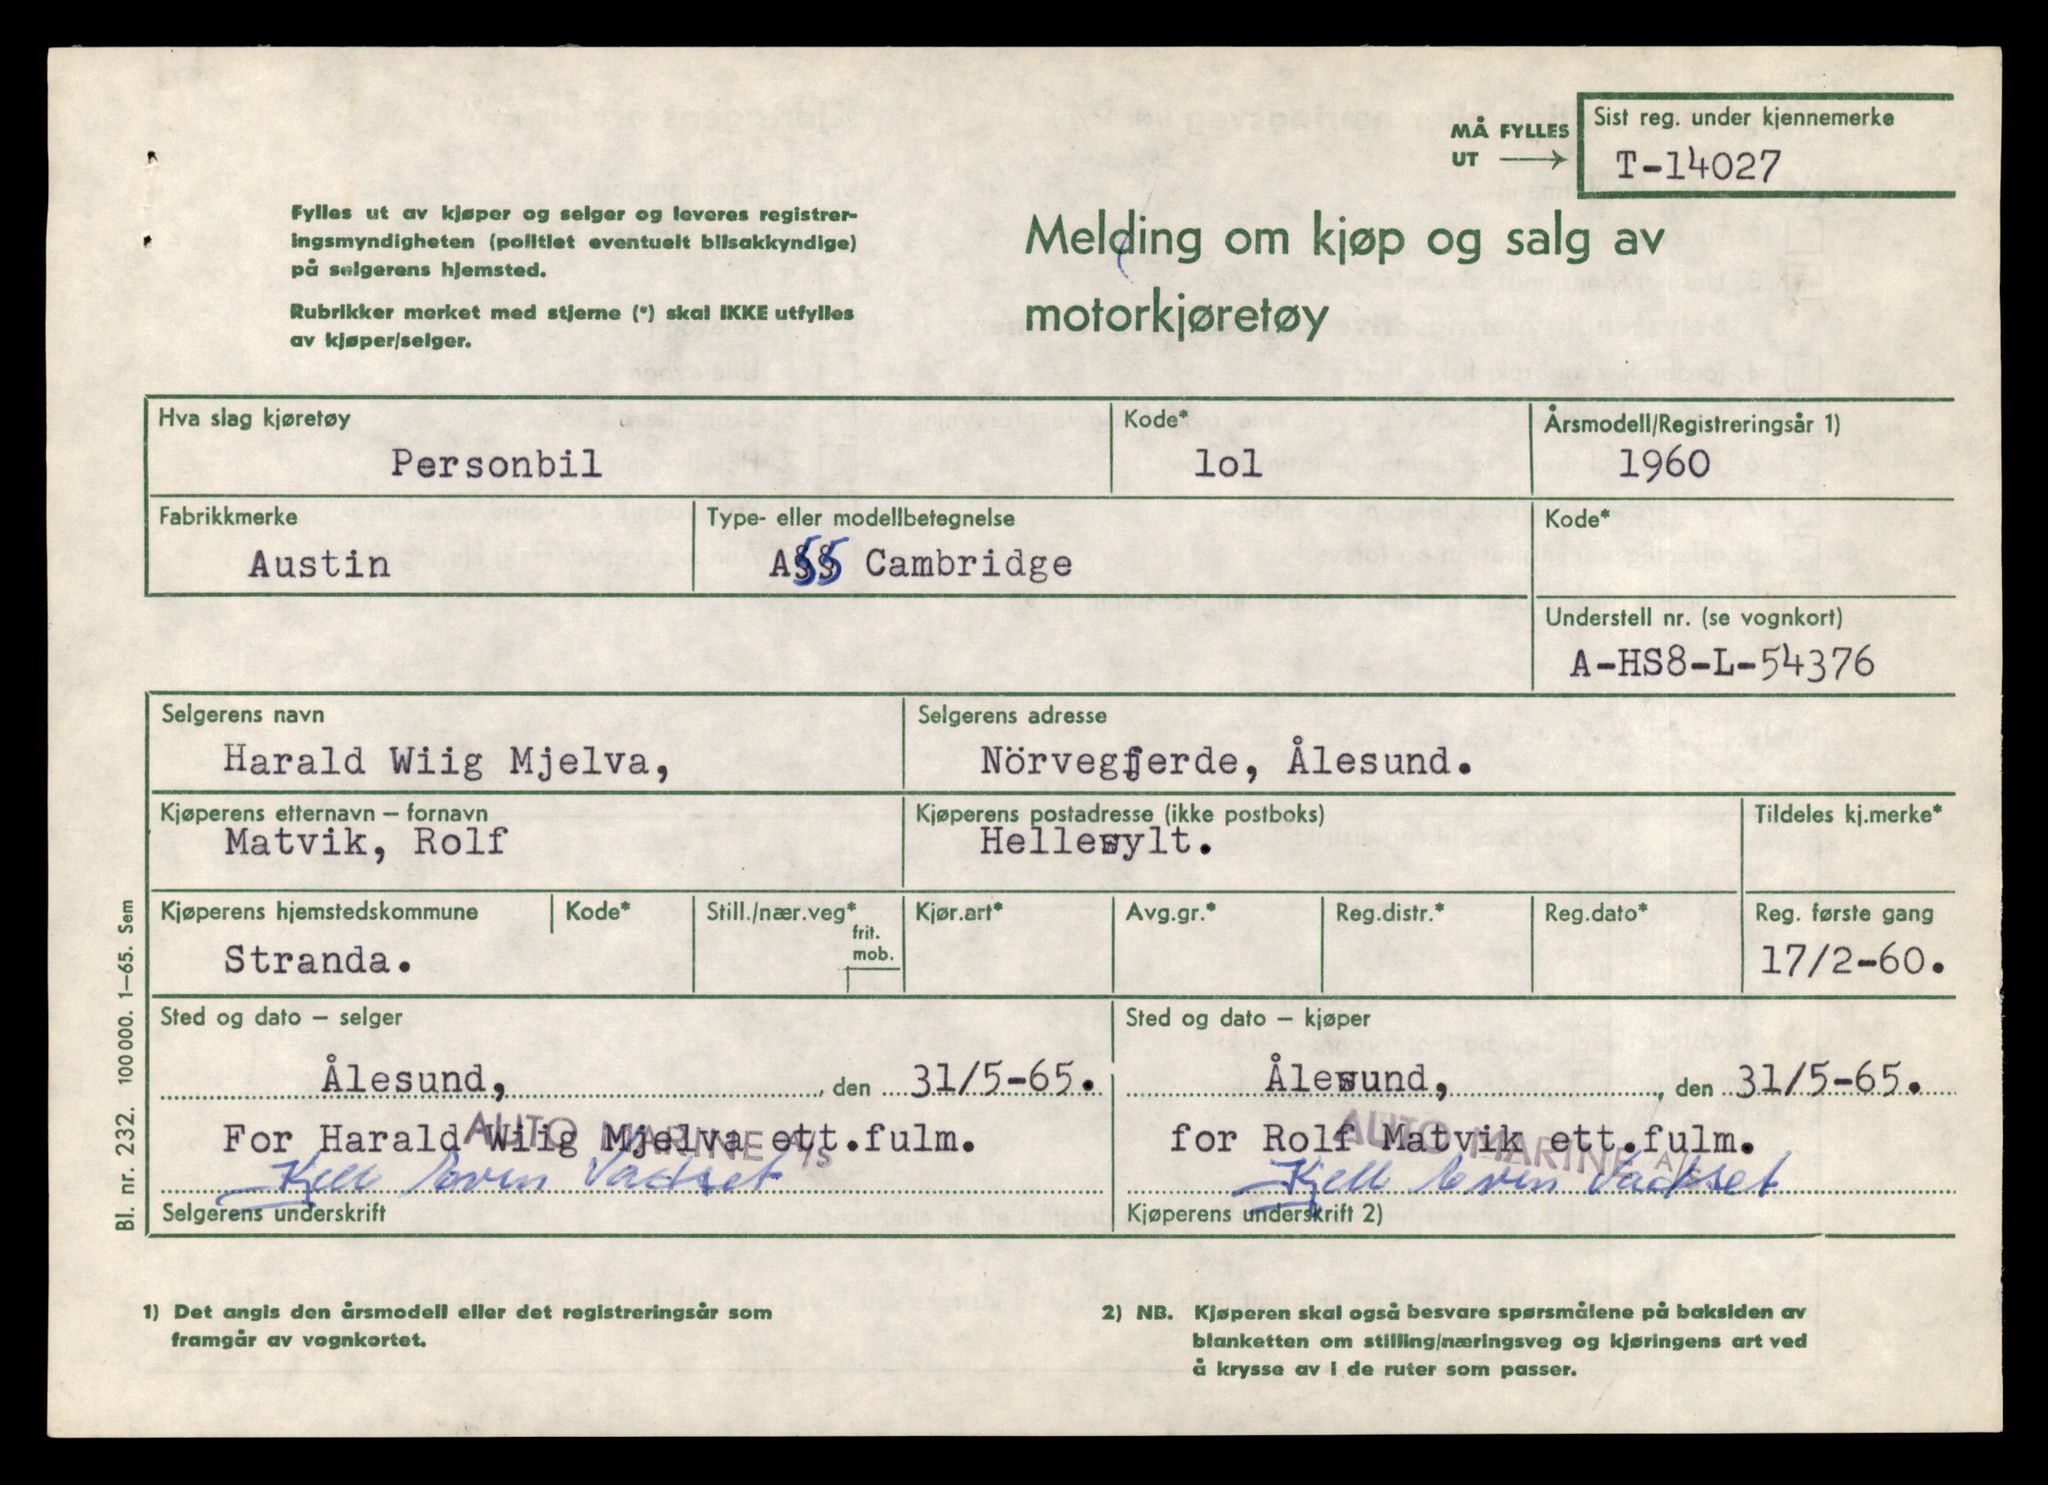 MÅ FYLLES UT →
Sist reg. under kjennemerke
T-14027
Fylles ut av kjøper og selger og leveres registrer-
ingsmyndigheten (politiet eventuelt bilsakkyndige)
på selgerens hjemsted.
Rubrikker merket med stjerne (*) skal IKKE utfylles
av kjøper/selger.
Melding om kjøp og salg av
motorkjøretøy
Hva slag kjøretøy
Personbil
Kode*
lol
Årsmodell/Registreringsår 1)
1960
Fabrikkmerke
Austin
Type- eller modellbetegnelse
A55 Cambridge
Kode*
Understell nr. (se vognkort)
A-HS8-L-54376
Selgerens navn
Harald Wiig Mjelva,
Selgerens adresse
Nörvegjerde, Ålesund.
Kjøperens etternavn – fornavn
Matvik, Rolf
Kjøperens postadresse (ikke postboks)
Hellesylt.
Tildeles kj.merke*
Kjøperens hjemstedskommune
Stranda.
Kode*
Still./nær.veg*
frit.
mob.
Kjør.art*
Avg.gr.*
Reg.distr.*
Reg.dato*
Reg. første gang
17/2-60.
Sted og dato – selger
Ålesund, den 31/5-65.
For Harald Wiig Mjelva ett.fulm.
AUTO MARINE A/S
Kjell
Selgerens underskrift
Sted og dato – kjøper
Ålesund, den 31/5-65.
for Rolf Matvik ett.fulm.
AUTO MARINE A/S
Kjell
Kjøperens underskrift 2)
Bl. nr. 232. 100 000. 1–65. Sem
1) Det angis den årsmodell eller det registreringsår som
framgår av vognkortet.
2) NB. Kjøperen skal også besvare spørsmålene på baksiden av
blanketten om stilling/næringsveg og kjøringens art ved
å krysse av i de ruter som passer.